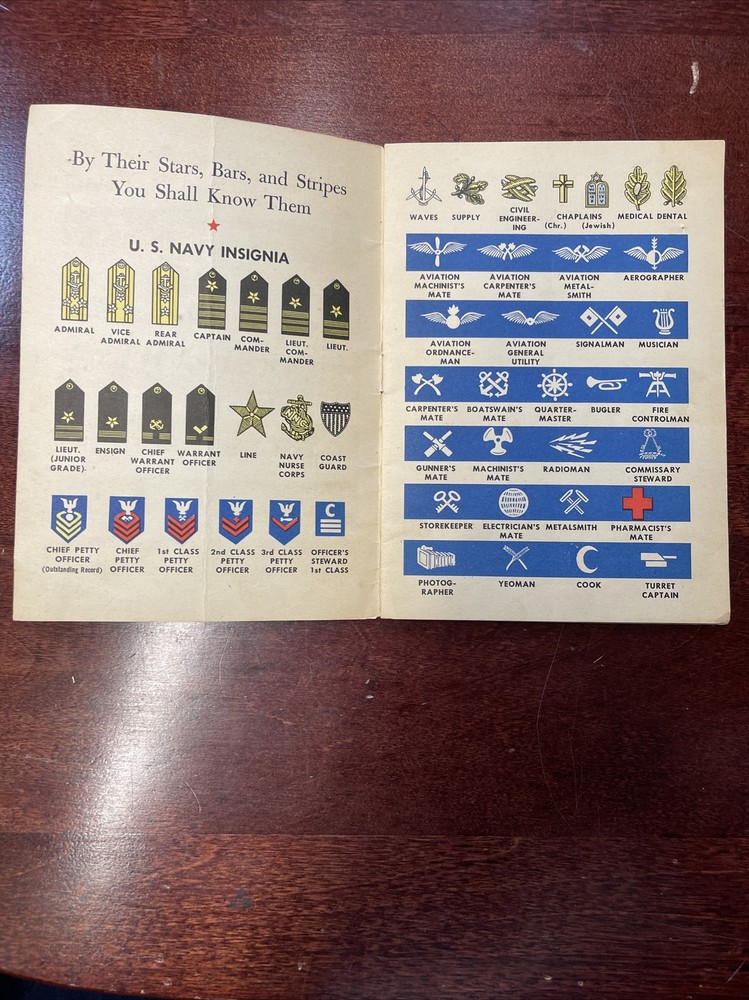 By Their Stars, Bars, and Stripes
You Shall Know Them
U. S. NAVY INSIGNIA
ADMIRAL
VICE
ADMIRAL
REAR
ADMIRAL
CAPTAIN
COM-
MANDER
LIEUT.
COM-
MANDER
LIEUT.
LIEUT.
(JUNIOR
GRADE).
ENSIGN
CHIEF
WARRANT
OFFICER
WARRANT
OFFICER
LINE
NAVY
NURSE
CORPS
COAST
GUARD
C
CHIEF PETTY
OFFICER
(Outstanding Record)
CHIEF
PETTY
OFFICER
1st CLASS
PETTY
OFFICER
2nd CLASS
PETTY
OFFICER
3rd CLASS
PETTY
OFFICER
OFFICER'S
STEWARD
1st CLASS
WAVES
SUPPLY
CIVIL
ENGINEER-
ING
CHAPLAINS
(Chr.) (Jewish)
MEDICAL
DENTAL
AVIATION
MACHINIST'S
MATE
AVIATION
CARPENTER'S
MATE
AVIATION
METAL-
SMITH
AEROGRAPHER
AVIATION
ORDNANCE-
MAN
AVIATION
GENERAL
UTILITY
SIGNALMAN
MUSICIAN
CARPENTER'S
MATE
BOATSWAIN'S
MATE
QUARTER-
MASTER
BUGLER
FIRE
CONTROLMAN
GUNNER'S
MATE
MACHINIST'S
MATE
RADIOMAN
COMMISSARY
STEWARD
STOREKEEPER
ELECTRICIAN'S
MATE
METALSMITH
PHARMACIST'S
MATE
PHOTOG-
RAPHER
YEOMAN
COOK
TURRET
CAPTAIN